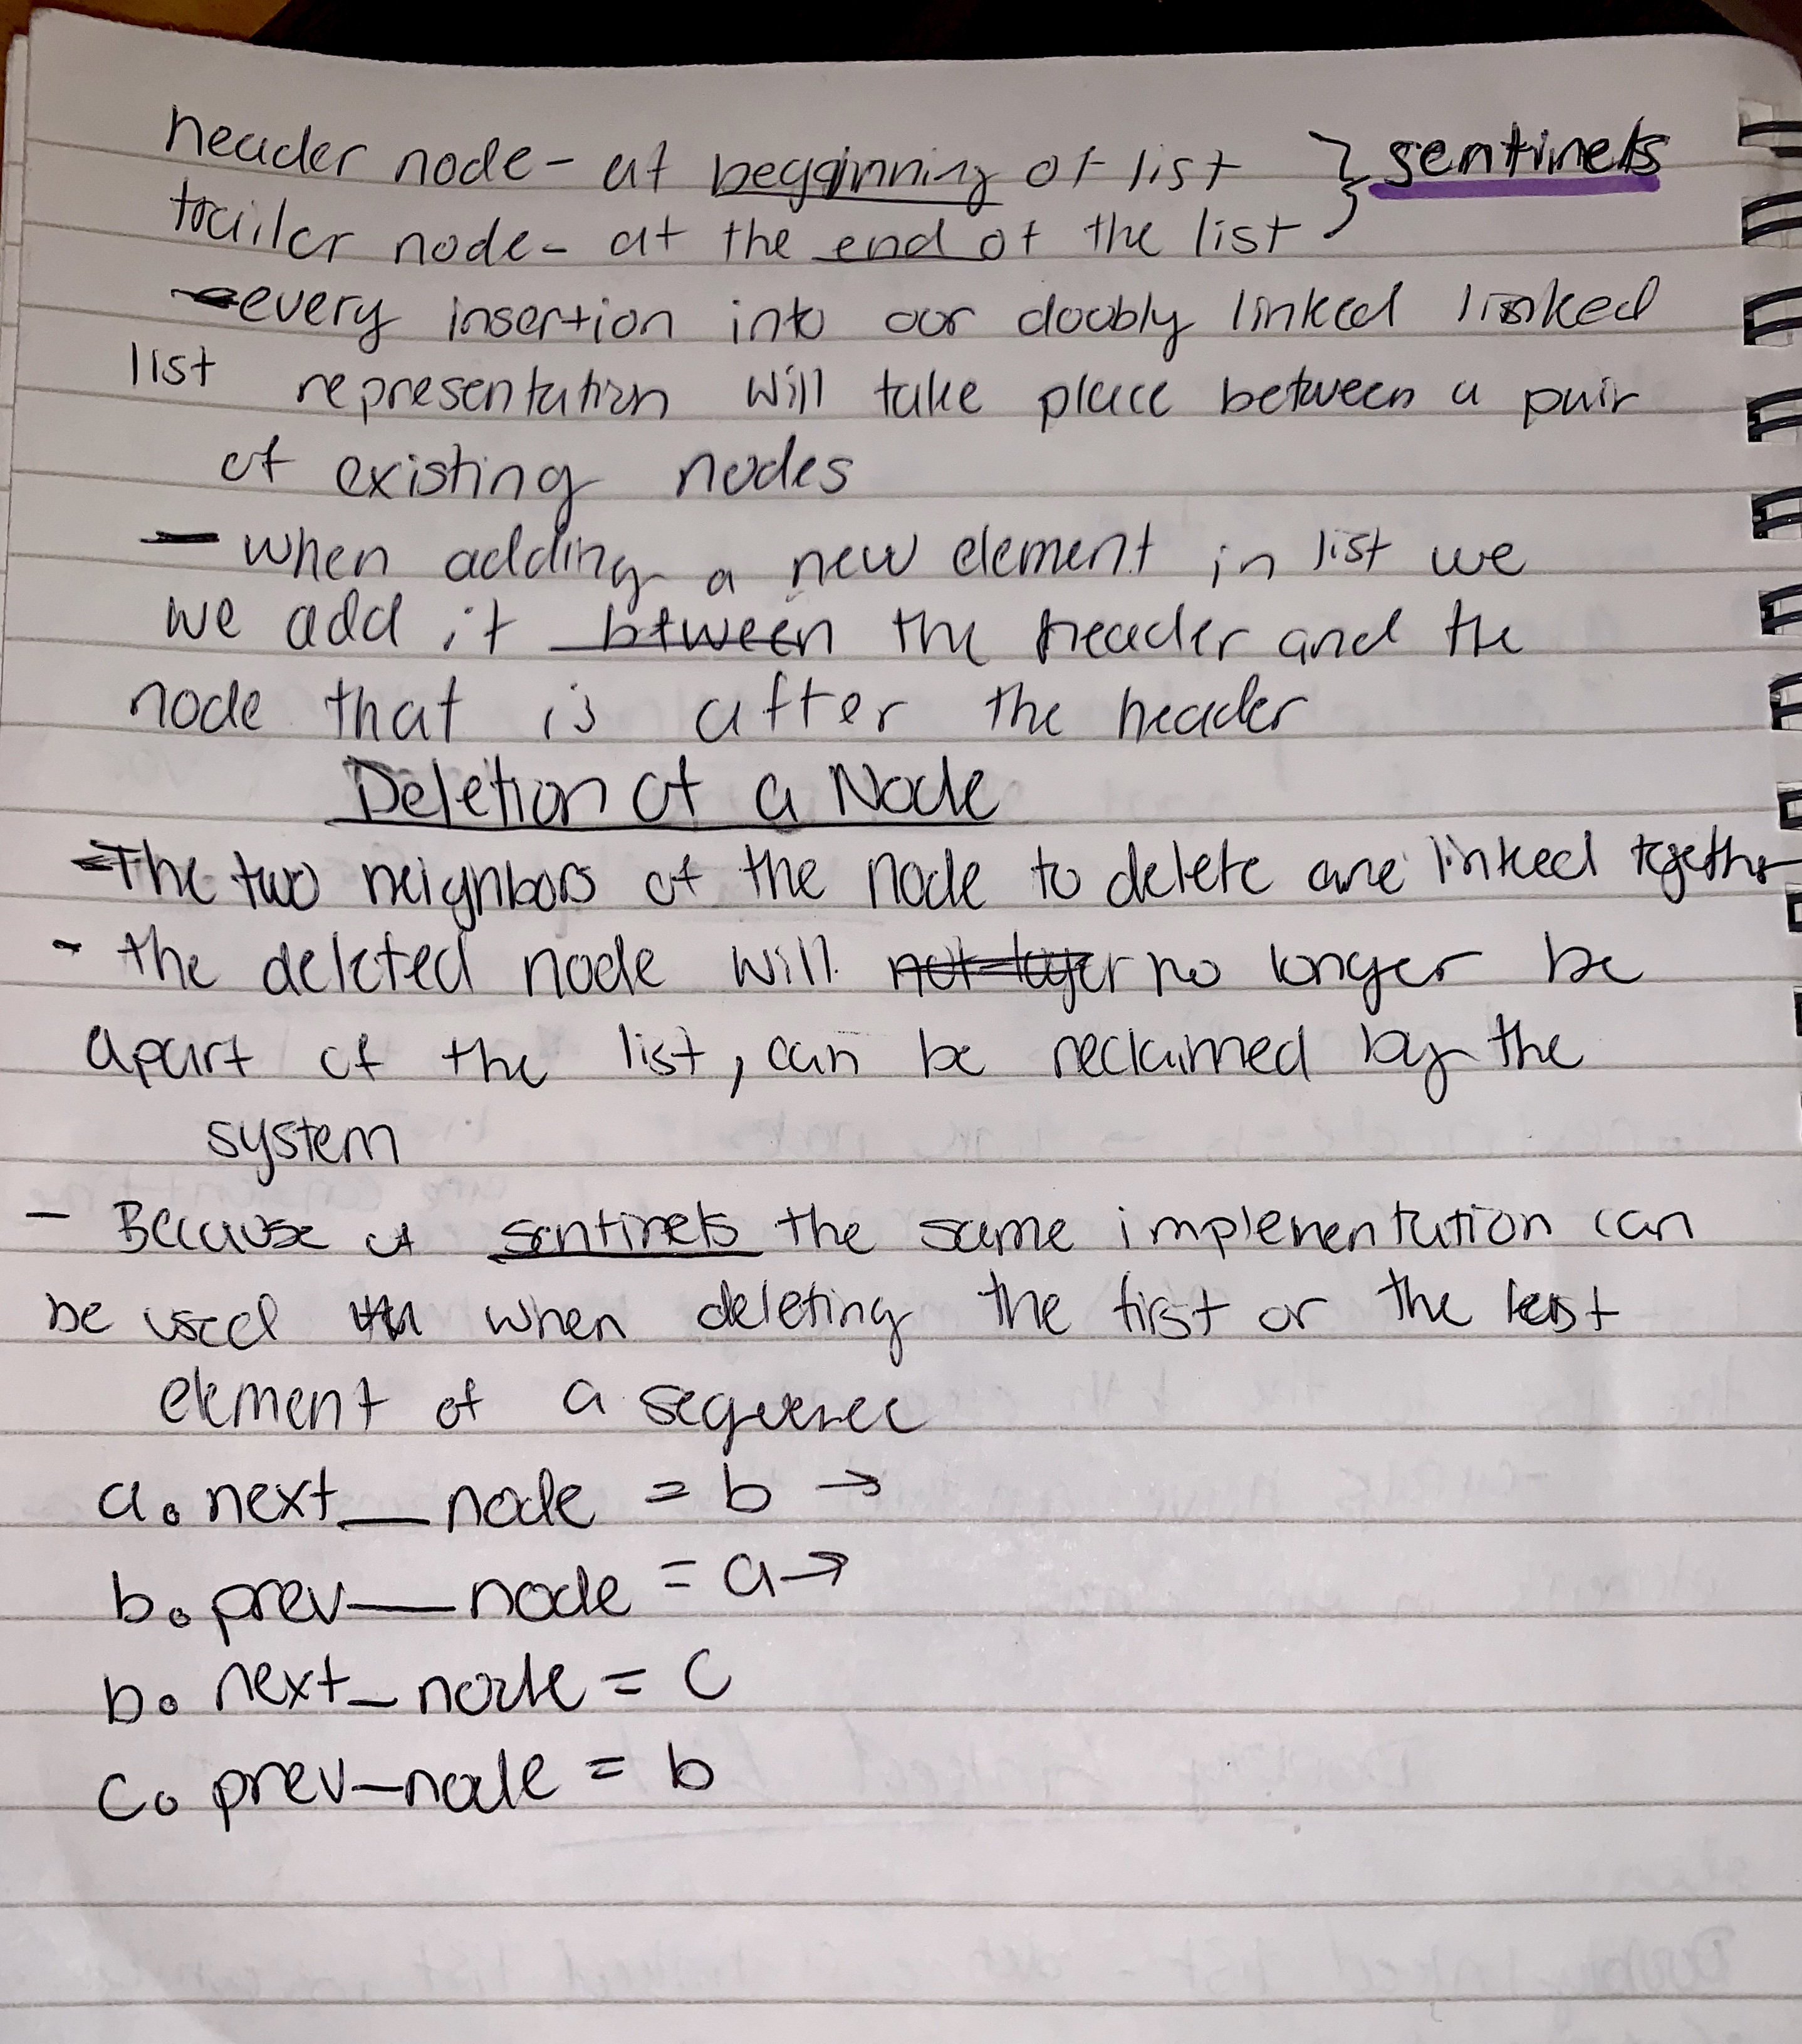 header node- at begginning of list } sentinels
trailer node- at the end of the list
- every insertion into our doubly linked linked
list representation will take place between a pair
of existing nodes
- when adding a new element in list we
we add it btween the header and the
node that is after the header
Deletion of a Node
- The two neighbors of the node to delete are linked together
- the deleted node will no longer be
apart of the list, can be reclaimed by the
system
- Because of sentinels the same implementation can
be used when deleting the first or the last
element of a sequence
a. next_node = b →
b. prev_node = a →
b. next_node = c
c. prev_node = b